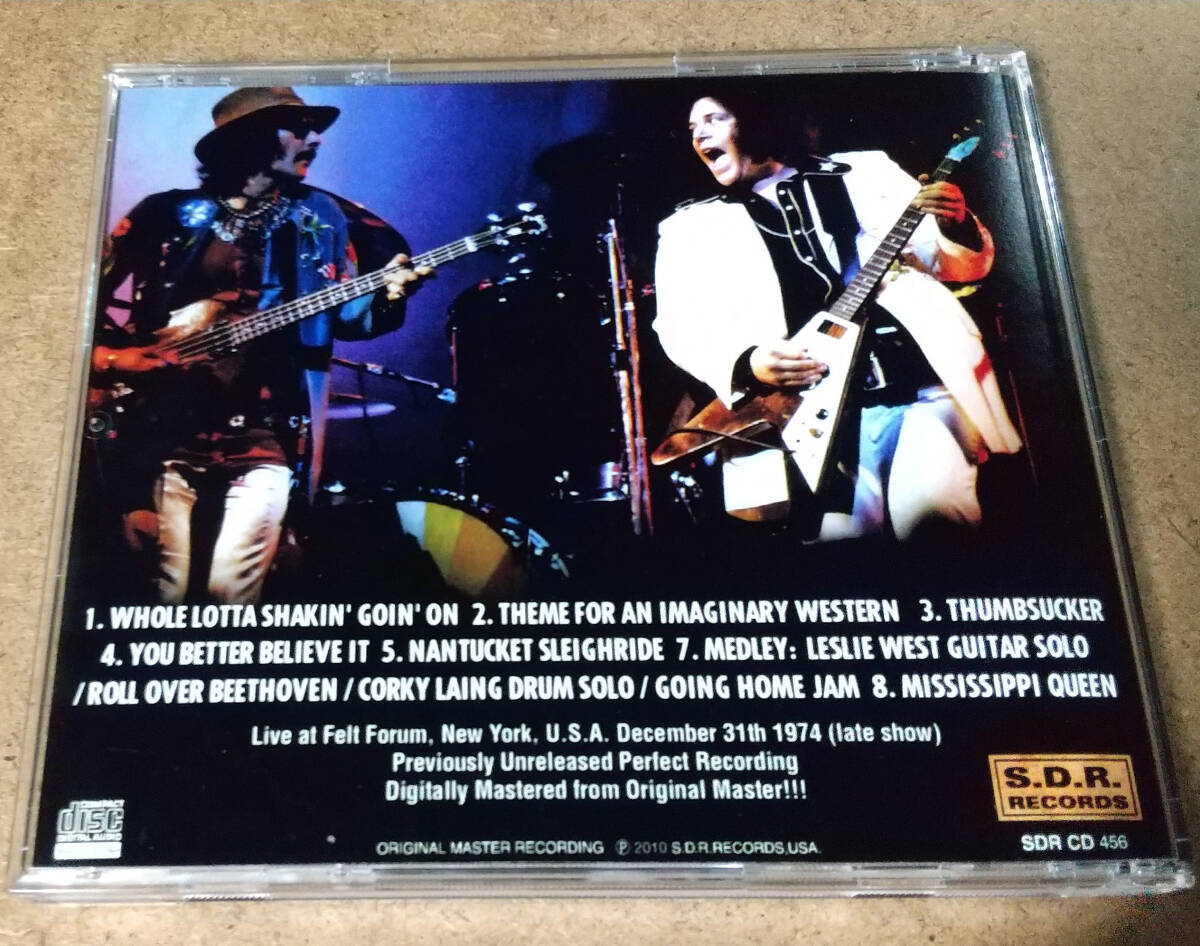 1. WHOLE LOTTA SHAKIN' GOIN' ON 2. THEME FOR AN IMAGINARY WESTERN 3. THUMBSUCKER
4. YOU BETTER BELIEVE IT 5. NANTUCKET SLEIGHRIDE 7. MEDLEY: LESLIE WEST GUITAR SOLO
/ROLL OVER BEETHOVEN / CORKY LAING DRUM SOLO / GOING HOME JAM 8. MISSISSIPPI QUEEN
Live at Felt Forum, New York, U.S.A. December 31th 1974 (late show)
Previously Unreleased Perfect Recording
Digitally Mastered from Original Master!!!
S.D.R.
RECORDS
COMPACT
disc
DIGITAL AUDIO
ORIGINAL MASTER RECORDING ℗ 2010 S.D.R.RECORDS,USA.
SDR CD 456